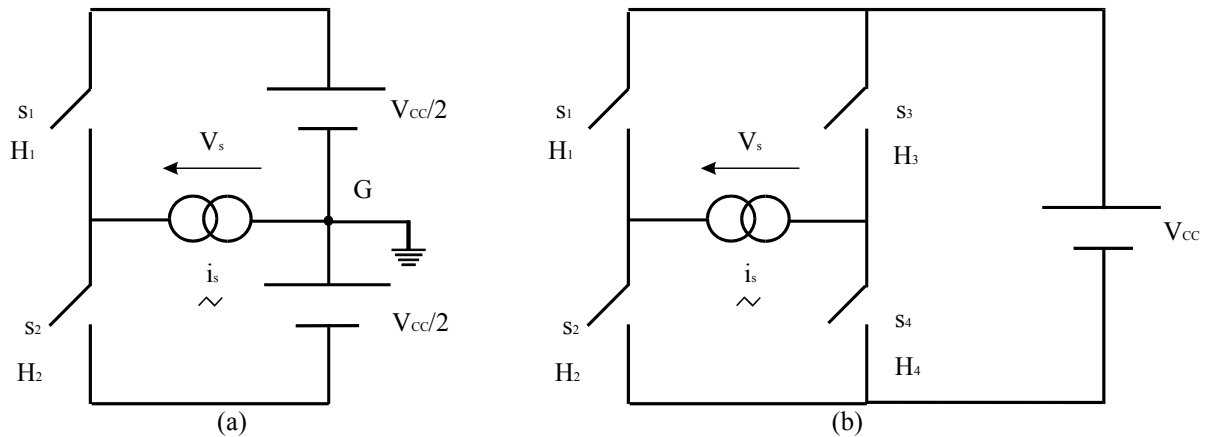 s1
H1
Vs
VCC/2
G
is
s2
H2
VCC/2
(a)
s1
H1
Vs
s3
H3
VCC
is
s2
H2
s4
H4
(b)